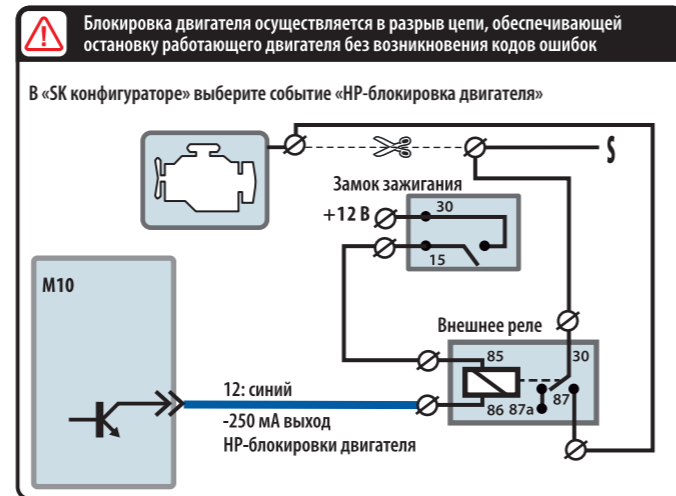 Блокировка двигателя осуществляется в разрыв цепи, обеспечивающей
остановку работающего двигателя без возникновения кодов ошибок
В «SK конфигураторе» выберите событие «НР-блокировка двигателя»
Замок зажигания
+12 В
30
15
M10
Внешнее реле
85
30
12: синий
86
87a
87
-250 мА выход
НР-блокировки двигателя